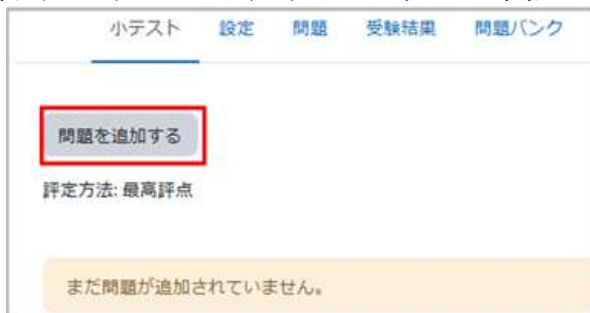 小テスト 設定 問題 受験結果 問題バンク
問題を追加する
評定方法: 最高評点
まだ問題が追加されていません。